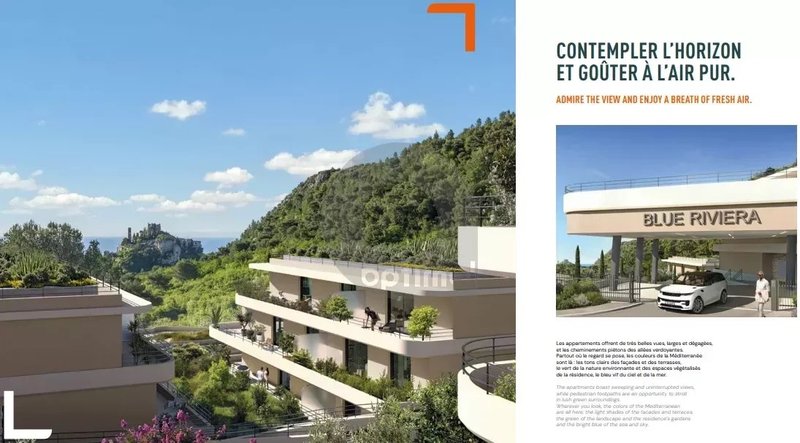 CONTEMPLER L'HORIZON
ET GOÛTER À L'AIR PUR.
ADMIRE THE VIEW AND ENJOY A BREATH OF FRESH AIR.
BLUE RIVIERA
Les appartements offrent de très belles vues, larges et dégagées,
et les cheminements piétons des allées verdoyantes.
Partout où le regard se pose, les couleurs de la Méditerranée
sont là : les tons clairs des façades et des terrasses,
le vert de la nature environnante et des espaces végétalisés
de la résidence, le bleu vif du ciel et de la mer.
The apartments boast sweeping and uninterrupted views,
while pedestrian footpaths are an opportunity to stroll
in lush green surroundings.
Wherever you look, the colors of the Mediterranean
are all here: the light shades of the facades and terraces,
the green of the landscape and the residence's gardens
and the bright blue of the sea and sky.